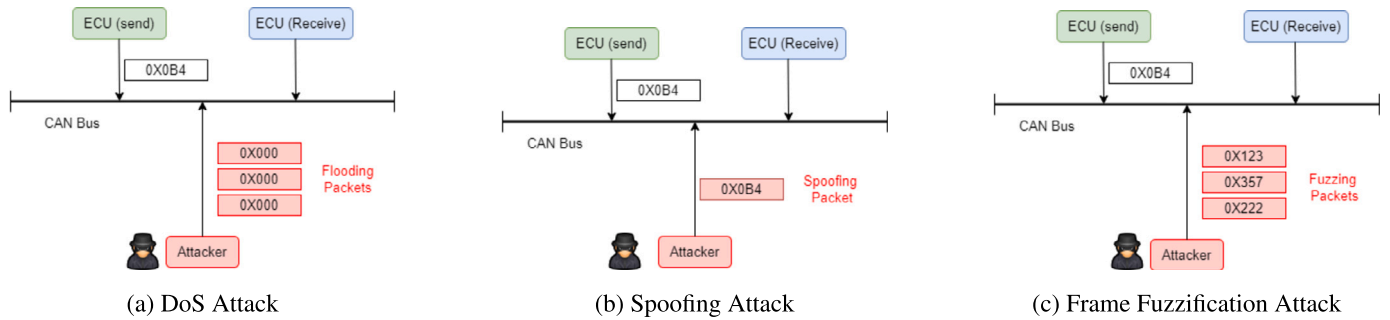 ECU (send)
ECU (Receive)
0X0B4
CAN Bus
0X000
0X000
0X000
Flooding
Packets
Attacker
(a) DoS Attack
ECU (send)
ECU (Receive)
0X0B4
CAN Bus
0X0B4
Spoofing
Packet
Attacker
(b) Spoofing Attack
ECU (send)
ECU (Receive)
0X0B4
CAN Bus
0X123
0X357
0X222
Fuzzing
Packets
Attacker
(c) Frame Fuzzification Attack